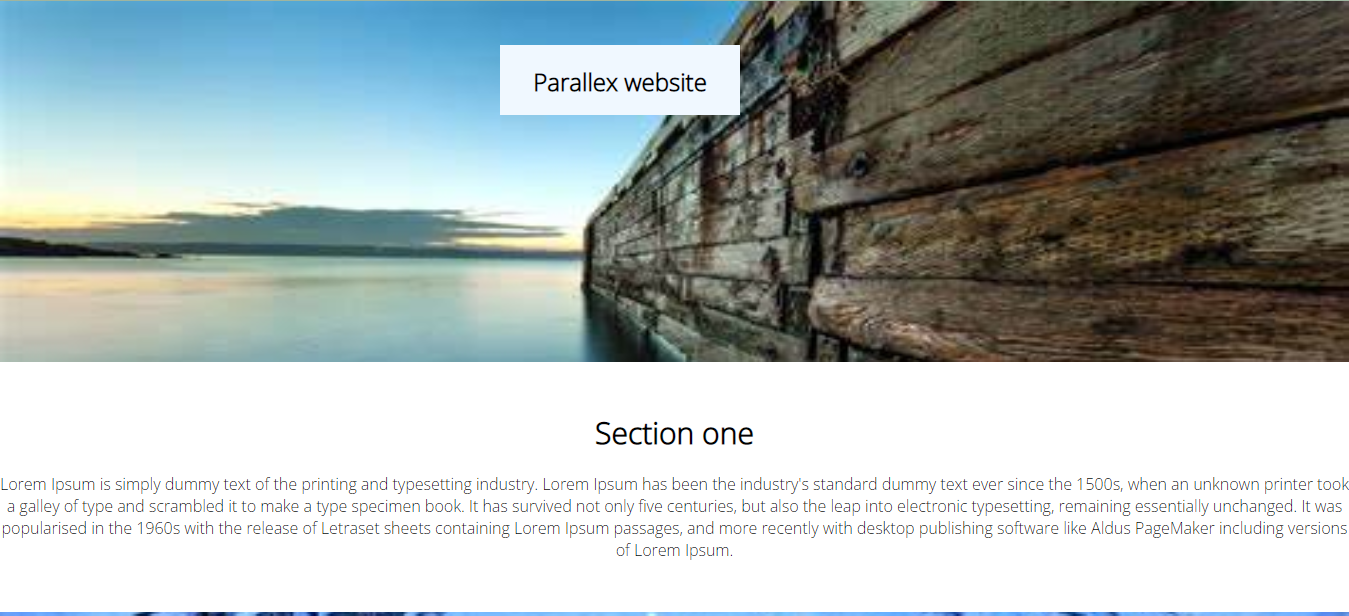 Parallex website
Section one
Lorem Ipsum is simply dummy text of the printing and typesetting industry. Lorem Ipsum has been the industry's standard dummy text ever since the 1500s, when an unknown printer took
a galley of type and scrambled it to make a type specimen book. It has survived not only five centuries, but also the leap into electronic typesetting, remaining essentially unchanged. It was
popularised in the 1960s with the release of Letraset sheets containing Lorem Ipsum passages, and more recently with desktop publishing software like Aldus PageMaker including versions
of Lorem Ipsum.